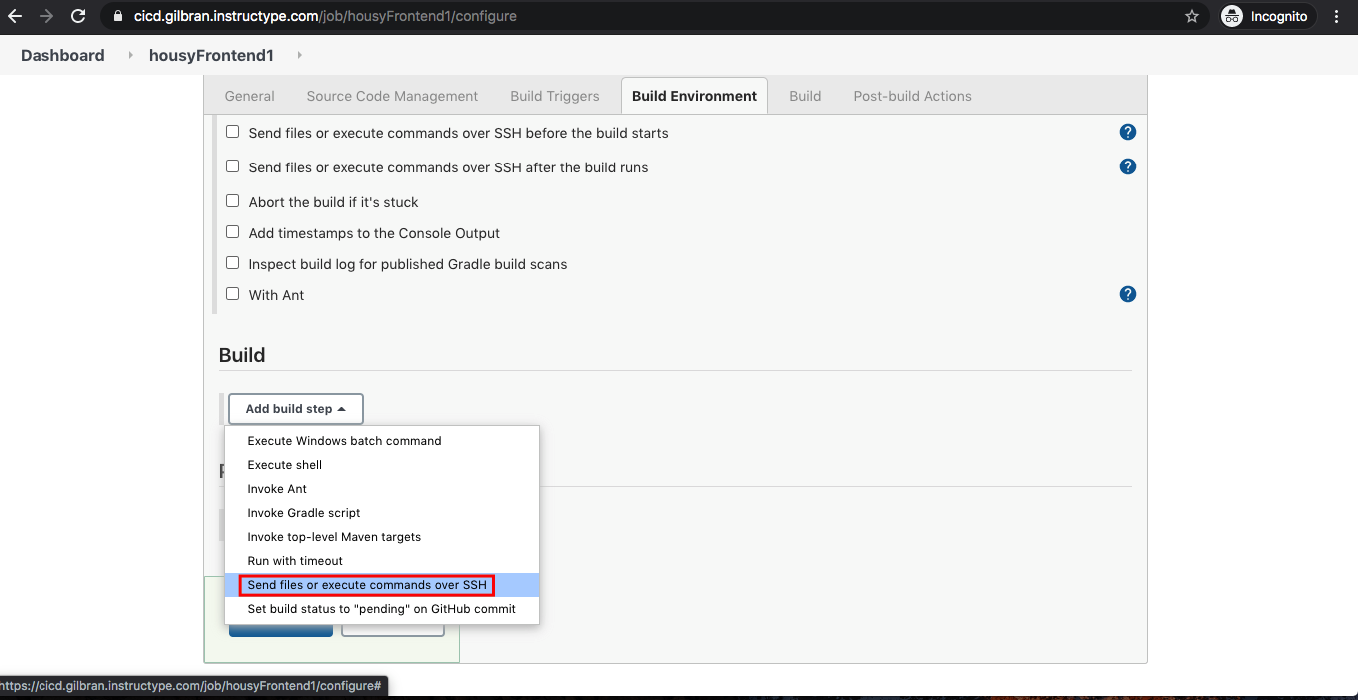 cicd.gilbran.instructype.com/job/housyFrontend1/configure
Incognito
Dashboard housyFrontend1
General Source Code Management Build Triggers Build Environment Build Post-build Actions
Send files or execute commands over SSH before the build starts ?
Send files or execute commands over SSH after the build runs ?
Abort the build if it's stuck
Add timestamps to the Console Output
Inspect build log for published Gradle build scans
With Ant ?
Build
Add build step
Execute Windows batch command
Execute shell
Invoke Ant
Invoke Gradle script
Invoke top-level Maven targets
Run with timeout
Send files or execute commands over SSH
Set build status to "pending" on GitHub commit
https://cicd.gilbran.instructype.com/job/housyFrontend1/configure#